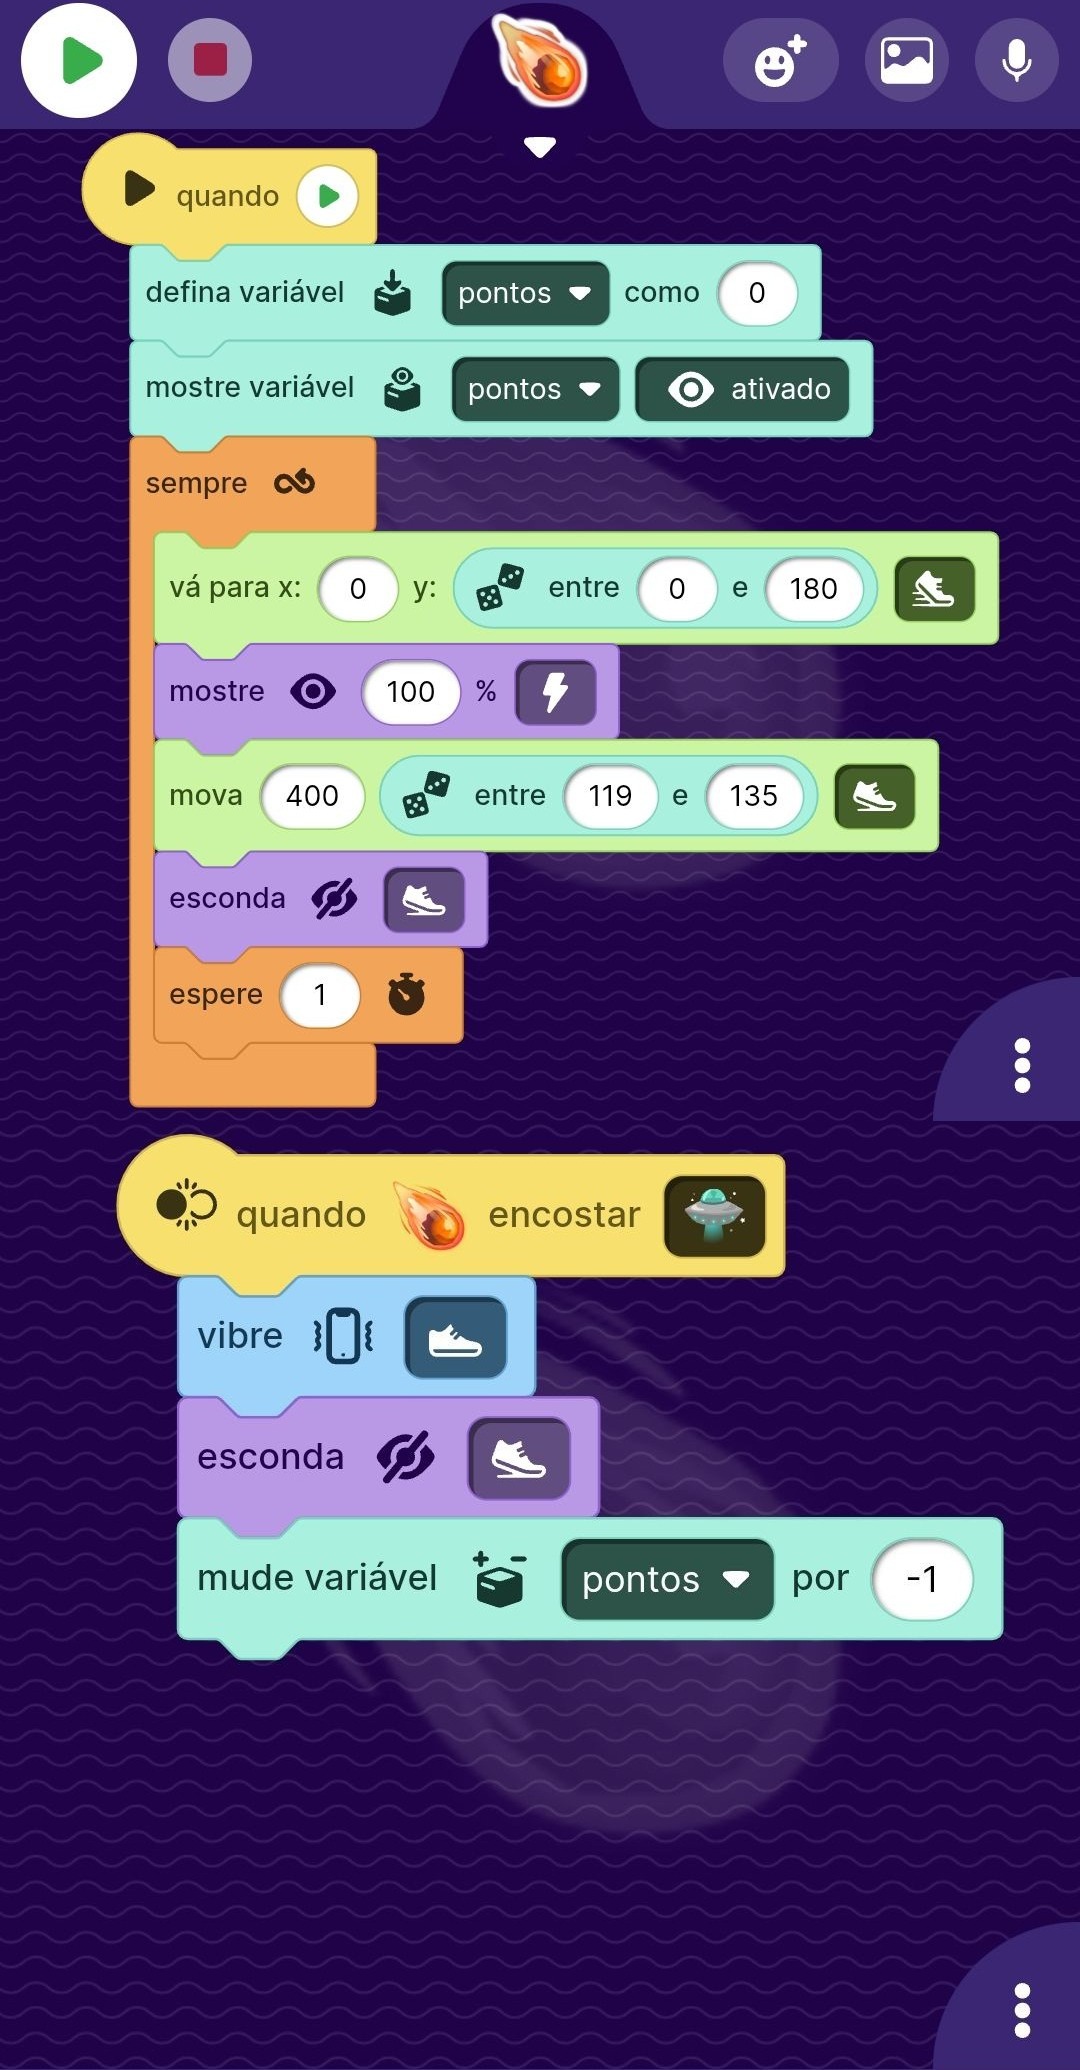 quando
defina variável pontos como 0
mostre variável pontos ativado
sempre
vá para x: 0 y: entre 0 e 180
mostre 100 %
mova 400 entre 119 e 135
esconda
espere 1
quando encostar
vibre
esconda
mude variável pontos por -1